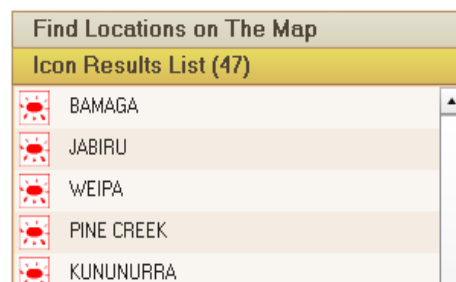 Find Locations on The Map
Icon Results List (47)
BAMAGA
JABIRU
WEIPA
PINE CREEK
KUNUNURRA